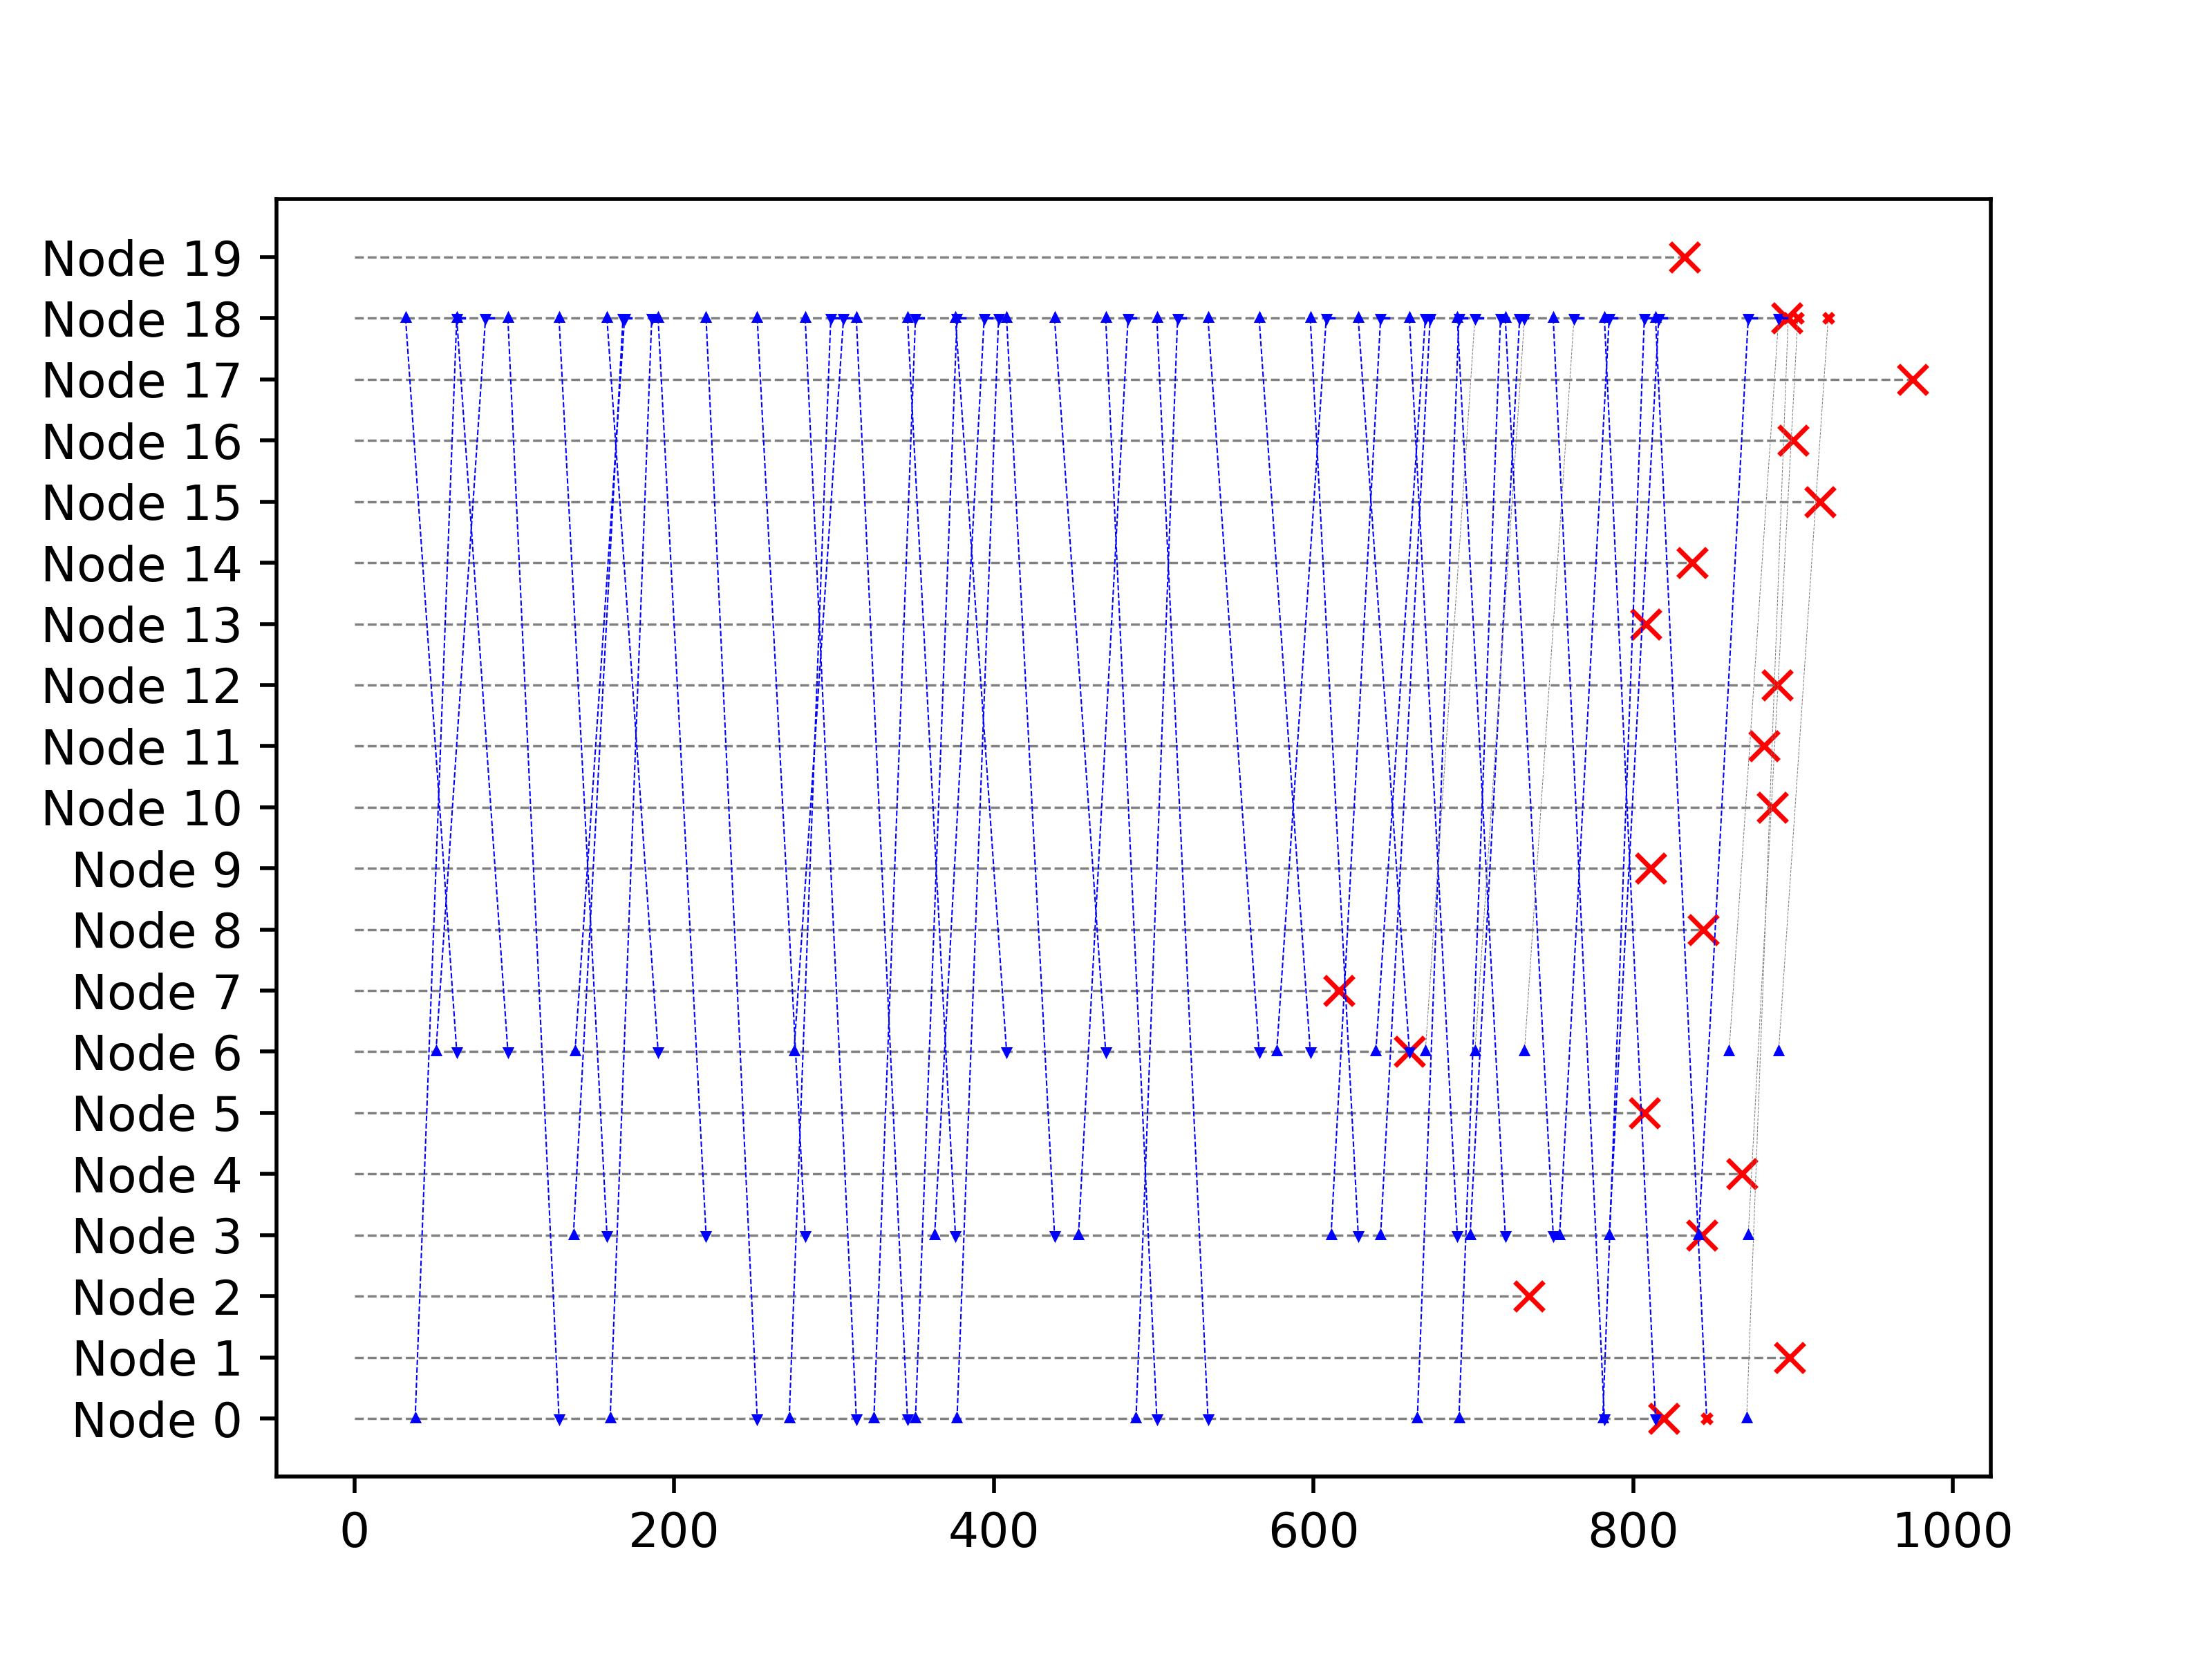 Node 19
Node 18
Node 17
Node 16
Node 15
Node 14
Node 13
Node 12
Node 11
Node 10
Node 9
Node 8
Node 7
Node 6
Node 5
Node 4
Node 3
Node 2
Node 1
Node 0
0 200 400 600 800 1000